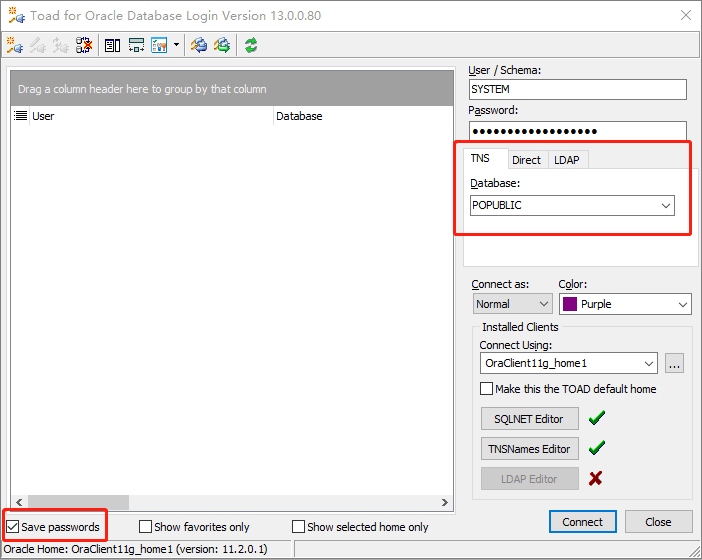 Toad for Oracle Database Login Version 13.0.0.80
Drag a column header here to group by that column
User Database
User / Schema:
SYSTEM
Password:
●●●●●●●●●●●●●●●●●●
TNS Direct LDAP
Database:
POPUBLIC
Connect as: Color:
Normal Purple
Installed Clients
Connect Using:
OraClient11g_home1 ...
Make this the TOAD default home
SQLNET Editor
TNSNames Editor
LDAP Editor
Save passwords Show favorites only Show selected home only
Connect Close
Oracle Home: OraClient11g_home1 (version: 11.2.0.1)